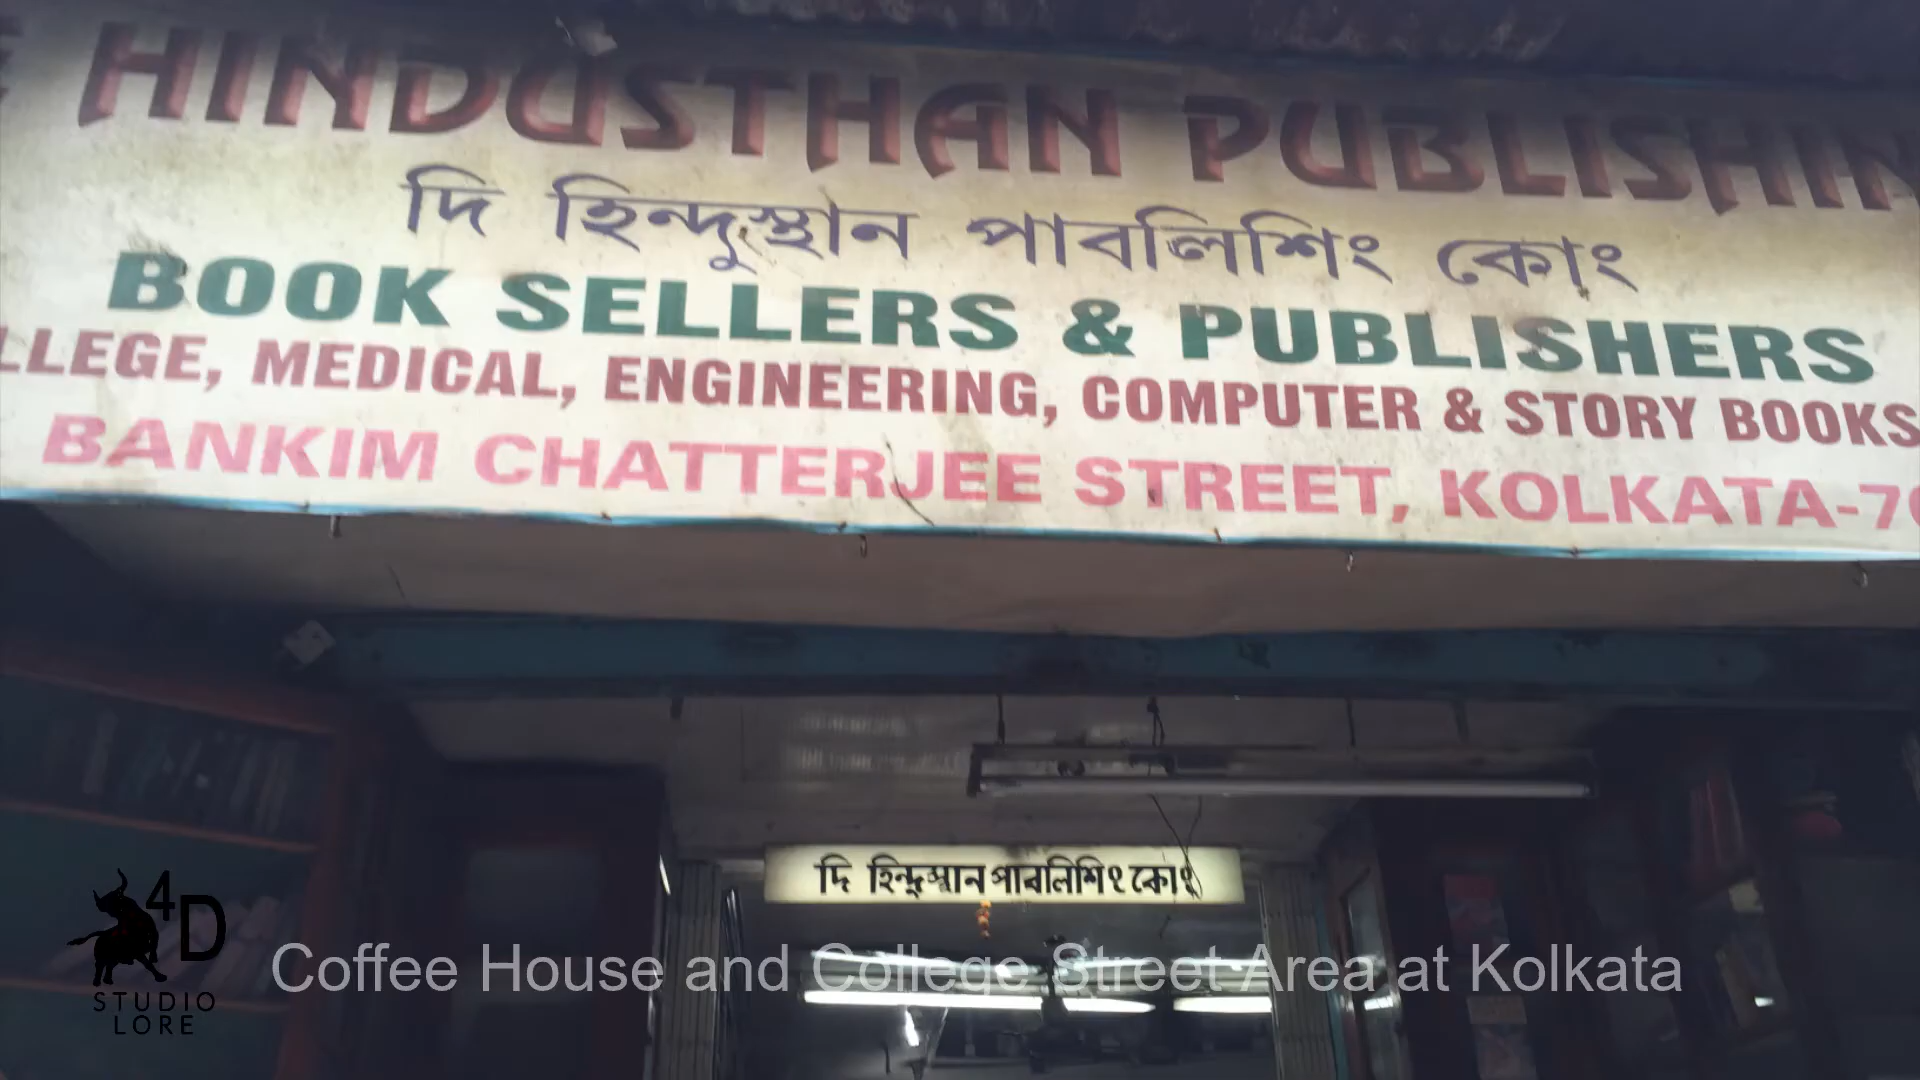 HINDUSTHAN PUBLISHIN
দি হিন্দুস্থান পাবলিশিং কোং
BOOK SELLERS & PUBLISHERS
LLEGE, MEDICAL, ENGINEERING, COMPUTER & STORY BOOKS
BANKIM CHATTERJEE STREET, KOLKATA-70
দি হিন্দুস্থান পাবলিশিং কোং
4D
STUDIO
LORE
Coffee House and College Street Area at Kolkata